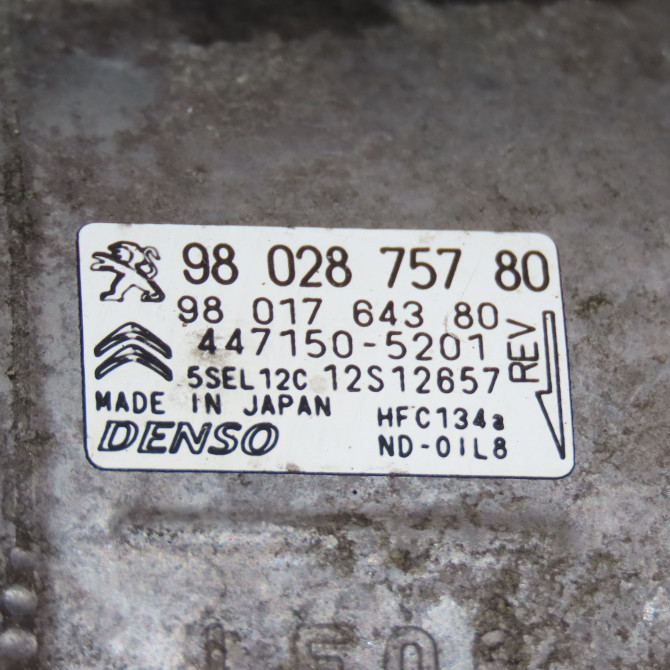 98 028 757 80
98 017 643 80
447150-5201
5SEL12C 12S12657
REV
MADE IN JAPAN
HFC134a
DENSO
ND-OIL8